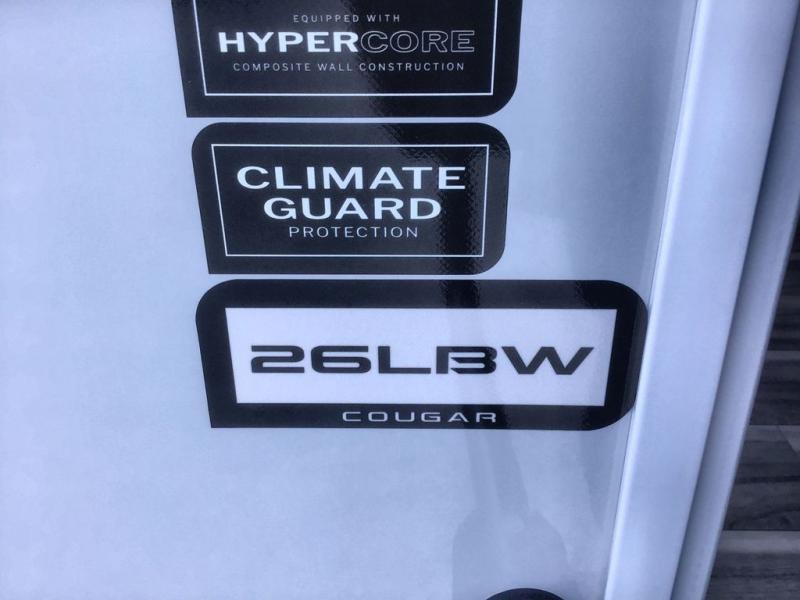 EQUIPPED WITH
HYPERCORE
COMPOSITE WALL CONSTRUCTION
CLIMATE
GUARD
PROTECTION
26LBW
COUGAR